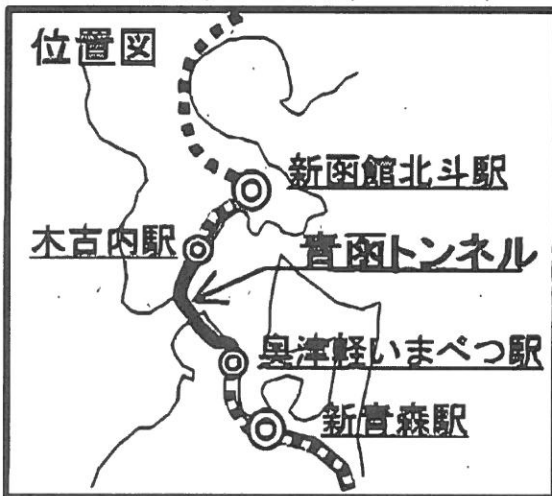 位置図
新函館北斗駅
木古内駅
青函トンネル
奥津軽いまべつ駅
新青森駅